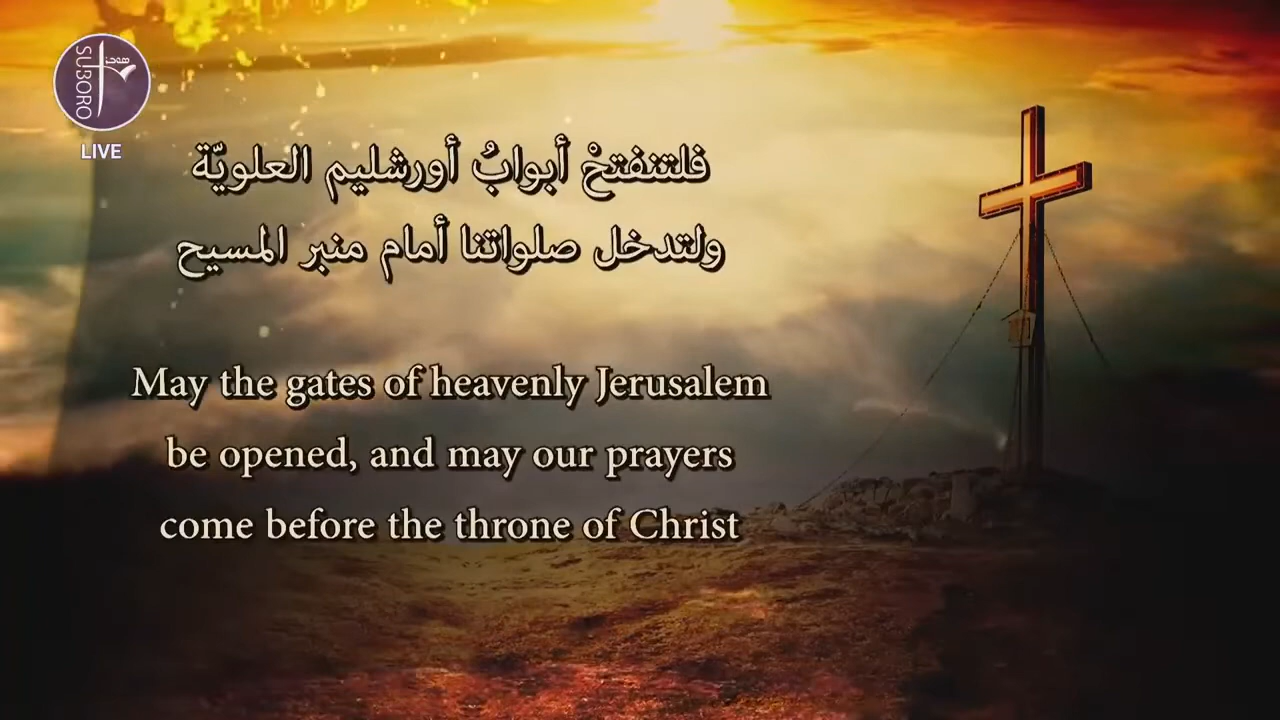 SUBORO
LIVE
فلتنفتحْ أبوابُ أورشليم العلويّة
ولتدخل صلواتنا أمام منبر المسيح
May the gates of heavenly Jerusalem
be opened, and may our prayers
come before the throne of Christ